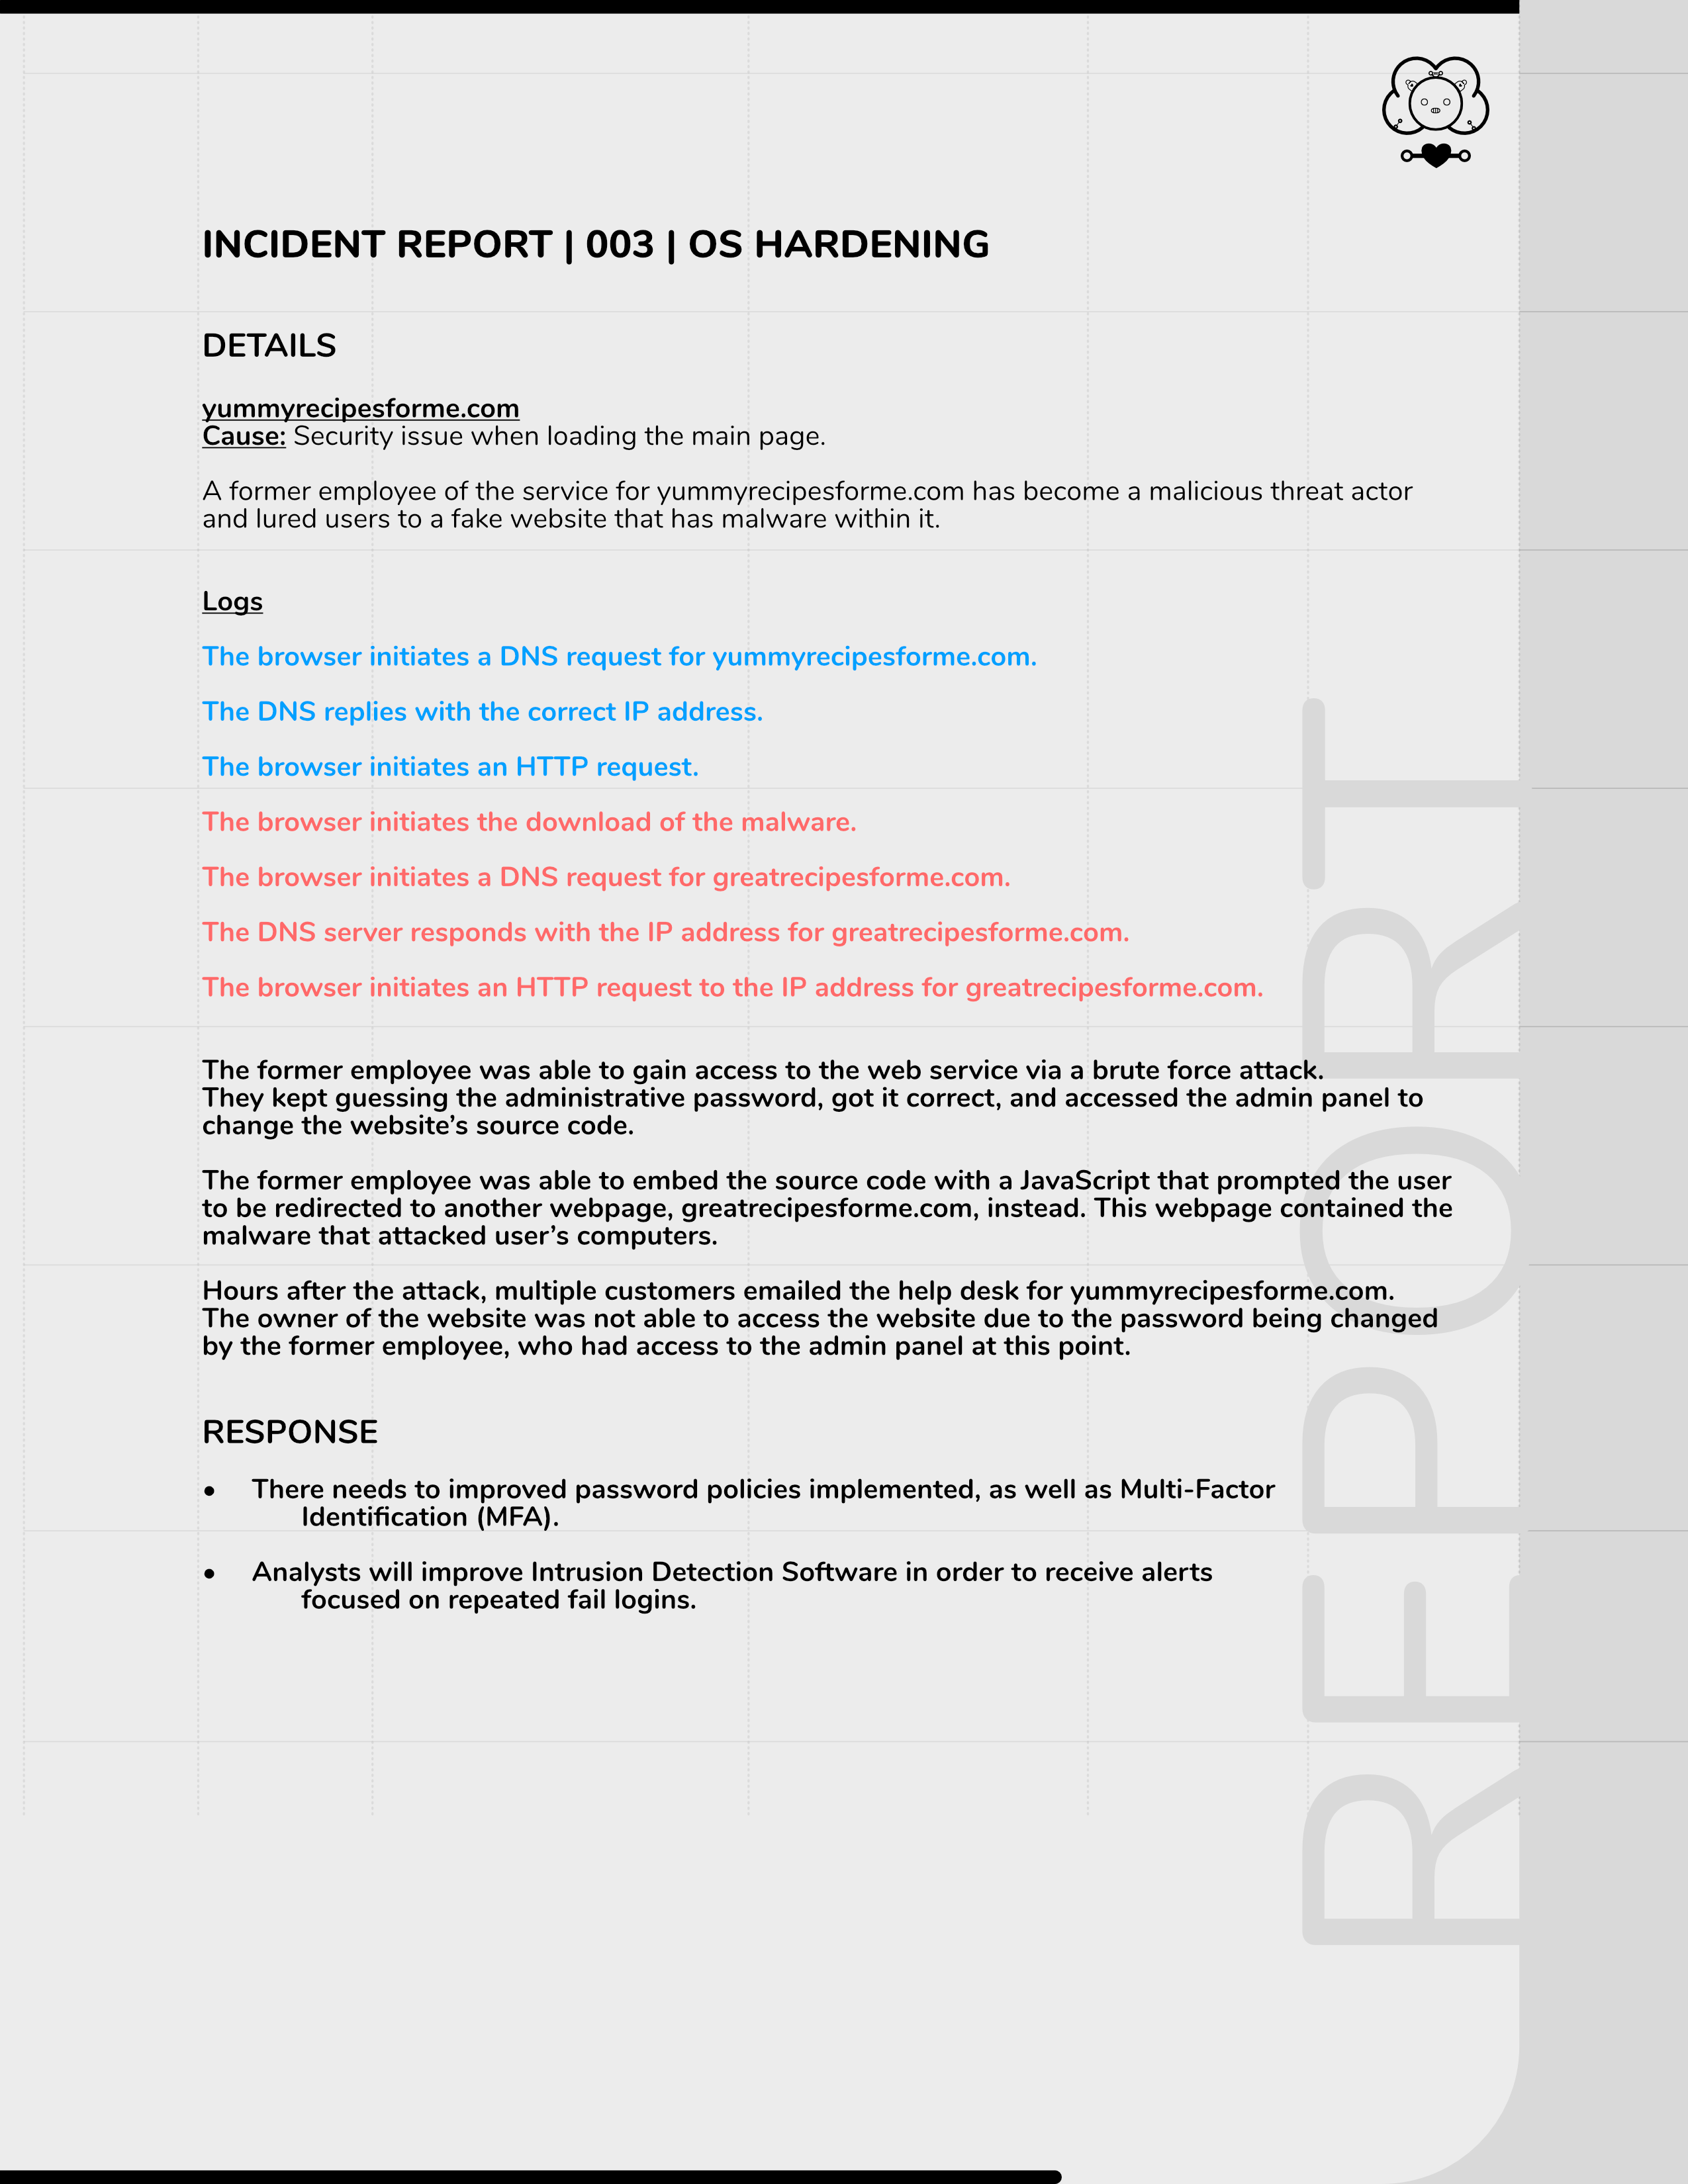 INCIDENT REPORT | 003 | OS HARDENING
DETAILS
yummyrecipesforme.com
Cause: Security issue when loading the main page.
A former employee of the service for yummyrecipesforme.com has become a malicious threat actor
and lured users to a fake website that has malware within it.
Logs
The browser initiates a DNS request for yummyrecipesforme.com.
The DNS replies with the correct IP address.
The browser initiates an HTTP request.
The browser initiates the download of the malware.
The browser initiates a DNS request for greatrecipesforme.com.
The DNS server responds with the IP address for greatrecipesforme.com.
The browser initiates an HTTP request to the IP address for greatrecipesforme.com.
The former employee was able to gain access to the web service via a brute force attack.
They kept guessing the administrative password, got it correct, and accessed the admin panel to
change the website’s source code.
The former employee was able to embed the source code with a JavaScript that prompted the user
to be redirected to another webpage, greatrecipesforme.com, instead. This webpage contained the
malware that attacked user’s computers.
Hours after the attack, multiple customers emailed the help desk for yummyrecipesforme.com.
The owner of the website was not able to access the website due to the password being changed
by the former employee, who had access to the admin panel at this point.
RESPONSE
• There needs to improved password policies implemented, as well as Multi-Factor
Identification (MFA).
• Analysts will improve Intrusion Detection Software in order to receive alerts
focused on repeated fail logins.
REPORT